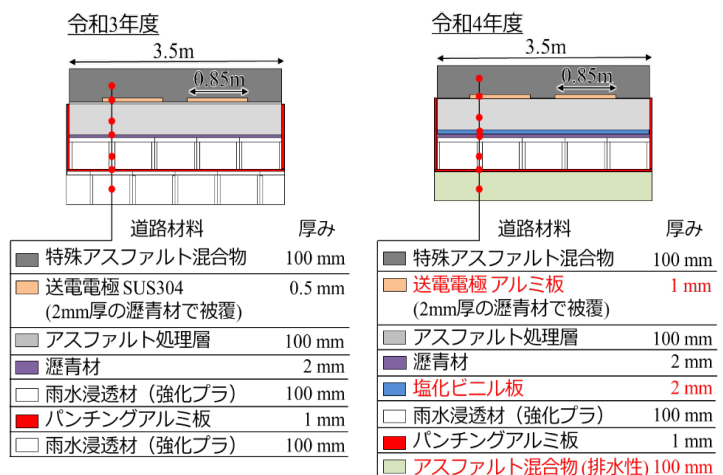 令和3年度
3.5m
0.85m
道路材料 厚み
特殊アスファルト混合物 100 mm
送電電極 SUS304 0.5 mm
(2mm厚の瀝青材で被覆)
アスファルト処理層 100 mm
瀝青材 2 mm
雨水浸透材（強化プラ） 100 mm
パンチングアルミ板 1 mm
雨水浸透材（強化プラ） 100 mm
令和4年度
3.5m
0.85m
道路材料 厚み
特殊アスファルト混合物 100 mm
送電電極 アルミ板 1 mm
(2mm厚の瀝青材で被覆)
アスファルト処理層 100 mm
瀝青材 2 mm
塩化ビニル板 2 mm
雨水浸透材（強化プラ） 100 mm
パンチングアルミ板 1 mm
アスファルト混合物 (排水性) 100 mm